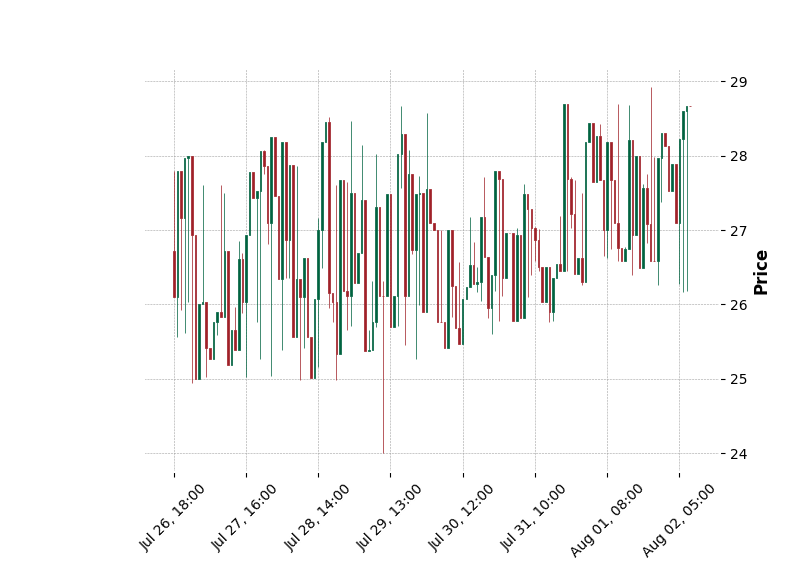 29
28
27
26
25
24
Price
Jul 26, 18:00
Jul 27, 16:00
Jul 28, 14:00
Jul 29, 13:00
Jul 30, 12:00
Jul 31, 10:00
Aug 01, 08:00
Aug 02, 05:00